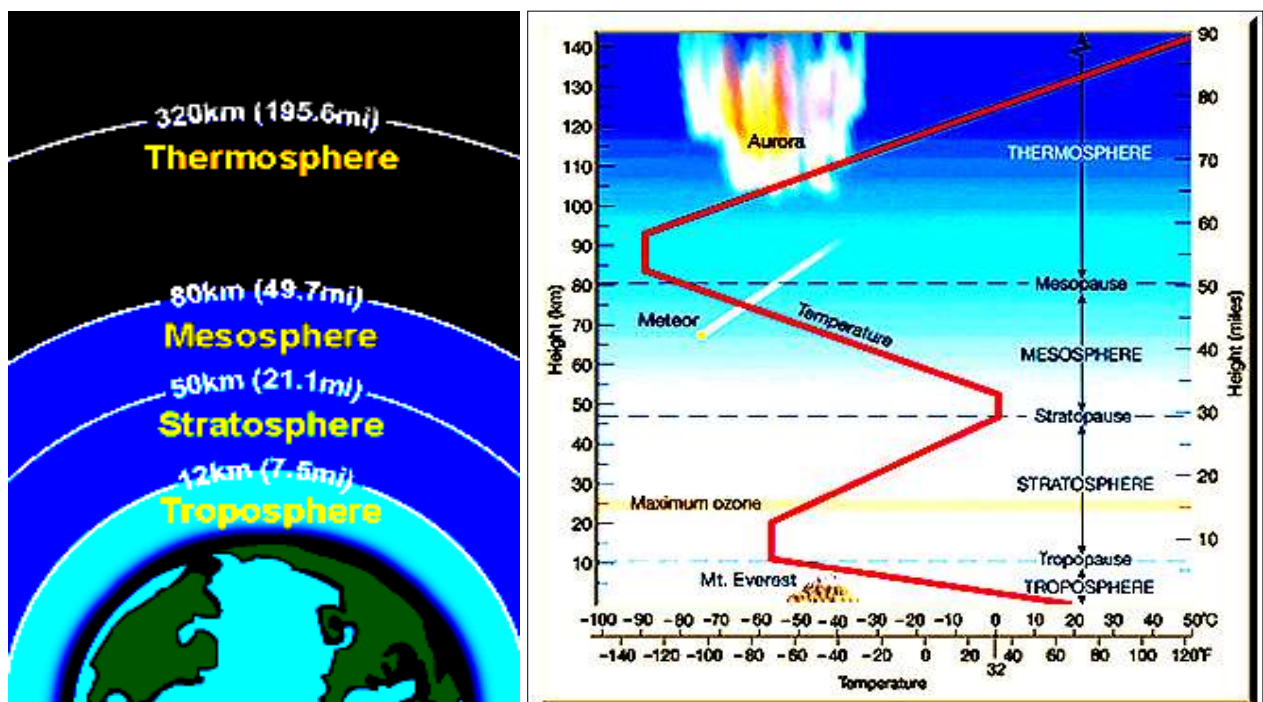 320km (195.6mi)
Thermosphere
80km (49.7mi)
Mesosphere
50km (21.1mi)
Stratosphere
12km (7.5mi)
Troposphere
Height (km)
140
130
120
110
100
90
80
70
60
50
40
30
20
10
Aurora
Meteor
Temperature
Maximum ozone
Mt. Everest
THERMOSPHERE
Mesopause
MESOSPHERE
Stratopause
STRATOSPHERE
Tropopause
TROPOSPHERE
90
80
70
60
50
40
30
20
10
Height (miles)
-100 -90 -80 -70 -60 -50 -40 -30 -20 -10 0 10 20 30 40 50°C
-140 -120 -100 -80 -60 -40 -20 0 20 40 60 80 100 120°F
32
Temperature